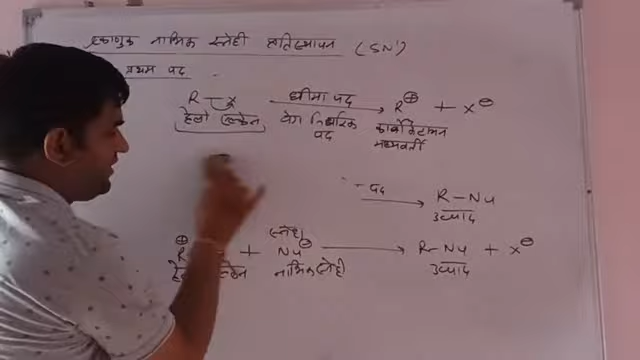 एकाणुक नाभिक स्नेही प्रतिस्थापन (SN¹)
प्रथम पद
R – X धीमा पद R⊕ + X⊖
हैलो एल्केन वेग निर्धारक पद कार्बोकेटायन मध्यवर्ती
पद R – Nu
उत्पाद
⊕ R + Nu⊖ R – Nu + X⊖
नाभिकस्नेही उत्पाद